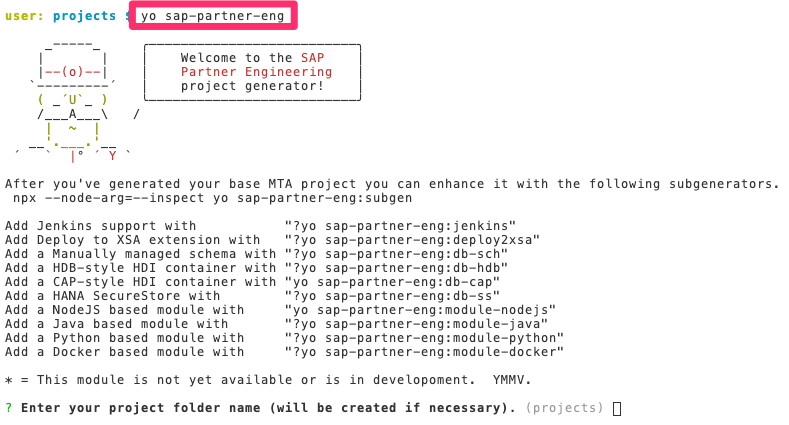 user: projects $ yo sap-partner-eng
Welcome to the SAP
Partner Engineering
project generator!
After you've generated your base MTA project you can enhance it with the following subgenerators.
npx --node-arg=--inspect yo sap-partner-eng:subgen
Add Jenkins support with "?yo sap-partner-eng:jenkins"
Add Deploy to XSA extension with "?yo sap-partner-eng:deploy2xsa"
Add a Manually managed schema with "?yo sap-partner-eng:db-sch"
Add a HDB-style HDI container with "?yo sap-partner-eng:db-hdb"
Add a CAP-style HDI container with "yo sap-partner-eng:db-cap"
Add a HANA SecureStore with "?yo sap-partner-eng:db-ss"
Add a NodeJS based module with "yo sap-partner-eng:module-nodejs"
Add a Java based module with "?yo sap-partner-eng:module-java"
Add a Python based module with "?yo sap-partner-eng:module-python"
Add a Docker based module with "?yo sap-partner-eng:module-docker"
* = This module is not yet available or is in developoment. YMMV.
? Enter your project folder name (will be created if necessary). (projects)